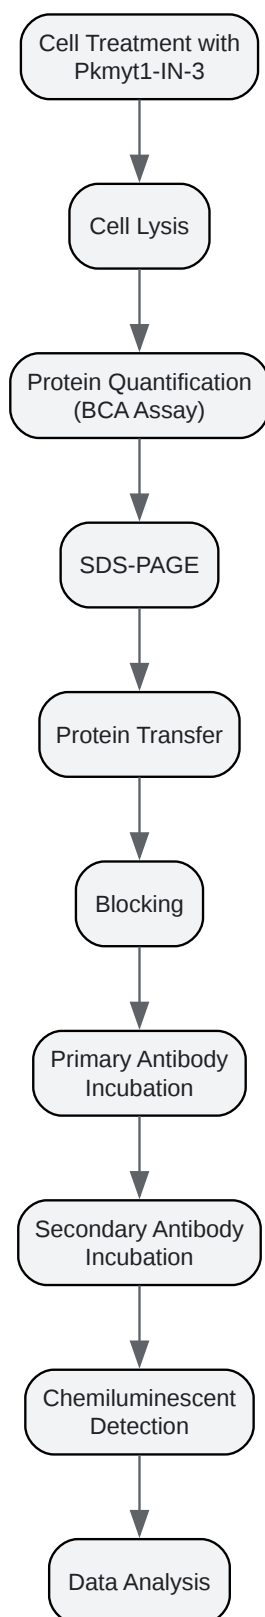 Cell Treatment with
Pkmyt1-IN-3
Cell Lysis
Protein Quantification
(BCA Assay)
SDS-PAGE
Protein Transfer
Blocking
Primary Antibody
Incubation
Secondary Antibody
Incubation
Chemiluminescent
Detection
Data Analysis